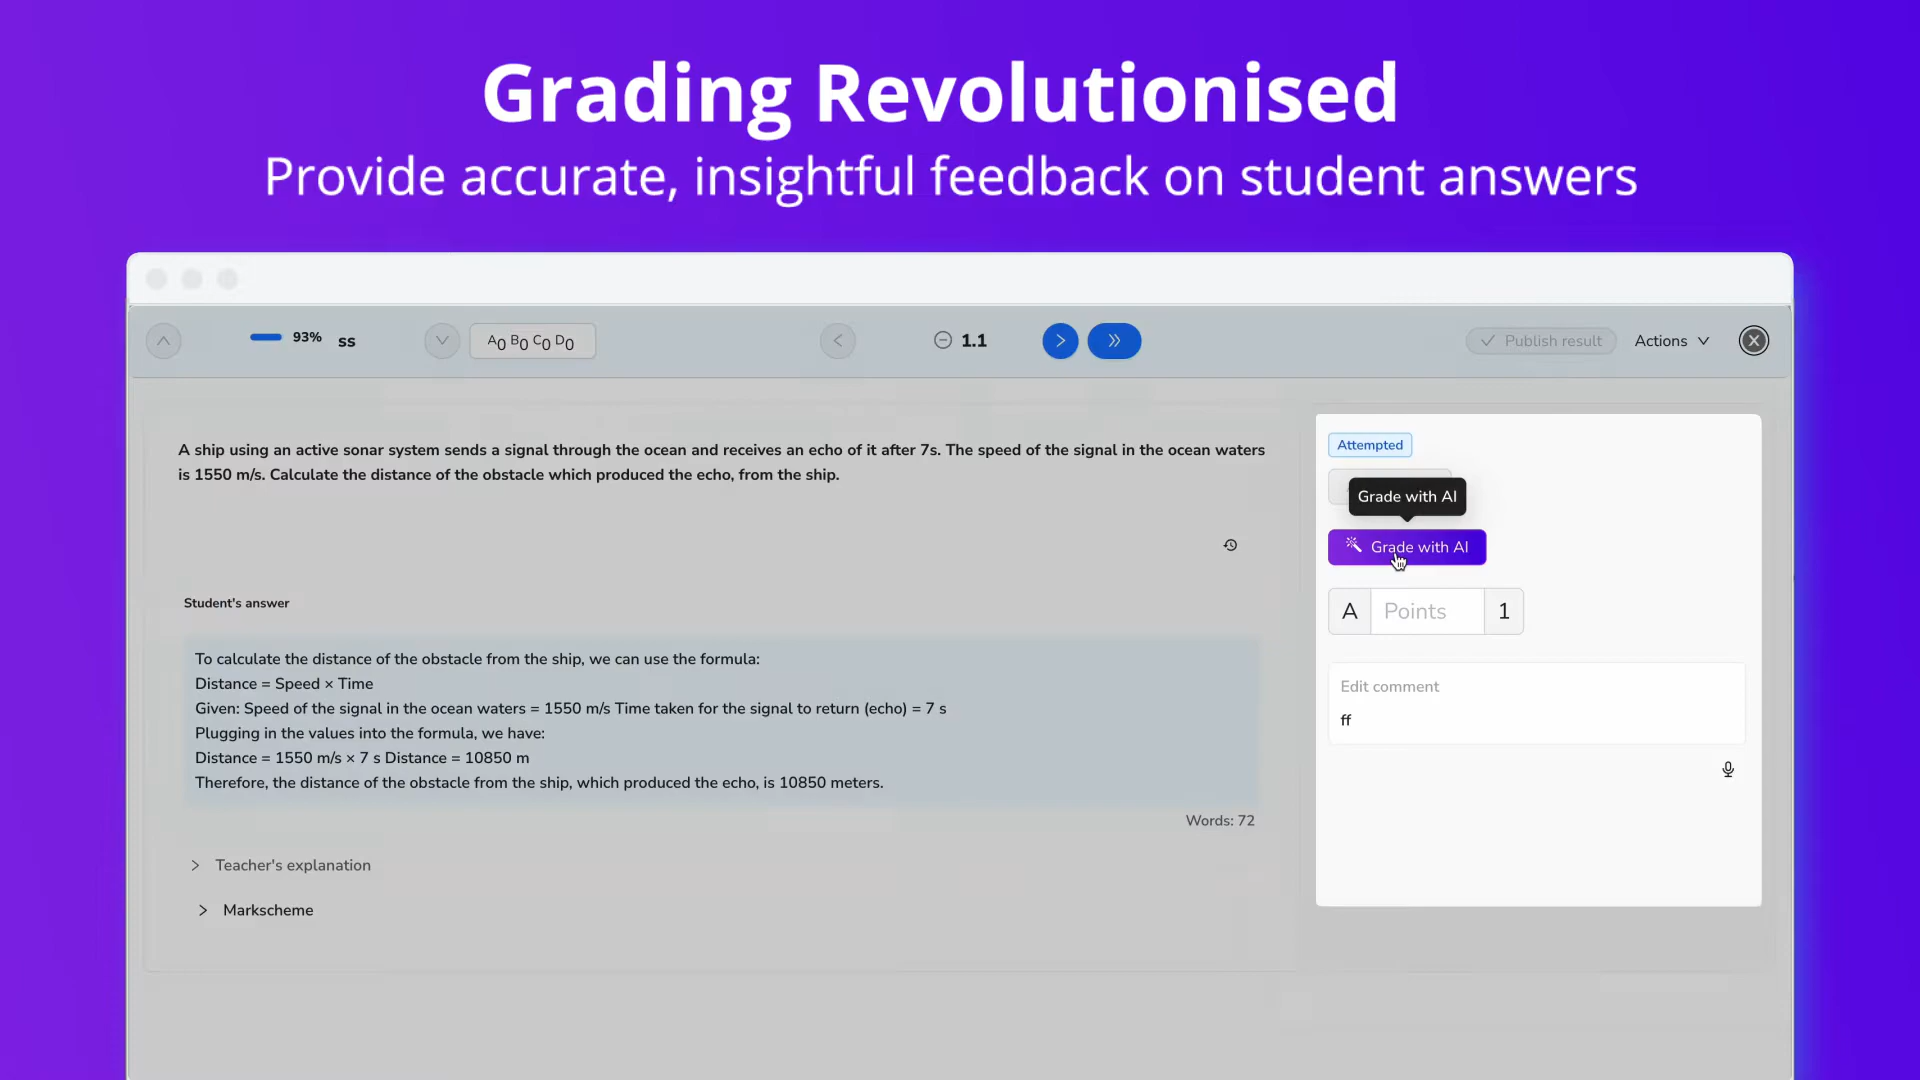 Grading Revolutionised
Provide accurate, insightful feedback on student answers
93% ss
A0 B0 C0 D0
1.1
Publish result
Actions
A ship using an active sonar system sends a signal through the ocean and receives an echo of it after 7s. The speed of the signal in the ocean waters
is 1550 m/s. Calculate the distance of the obstacle which produced the echo, from the ship.
Attempted
Grade with AI
Grade with AI
A Points 1
Student's answer
To calculate the distance of the obstacle from the ship, we can use the formula:
Distance = Speed × Time
Given: Speed of the signal in the ocean waters = 1550 m/s Time taken for the signal to return (echo) = 7 s
Plugging in the values into the formula, we have:
Distance = 1550 m/s × 7 s Distance = 10850 m
Therefore, the distance of the obstacle from the ship, which produced the echo, is 10850 meters.
Words: 72
Edit comment
ff
Teacher's explanation
Markscheme